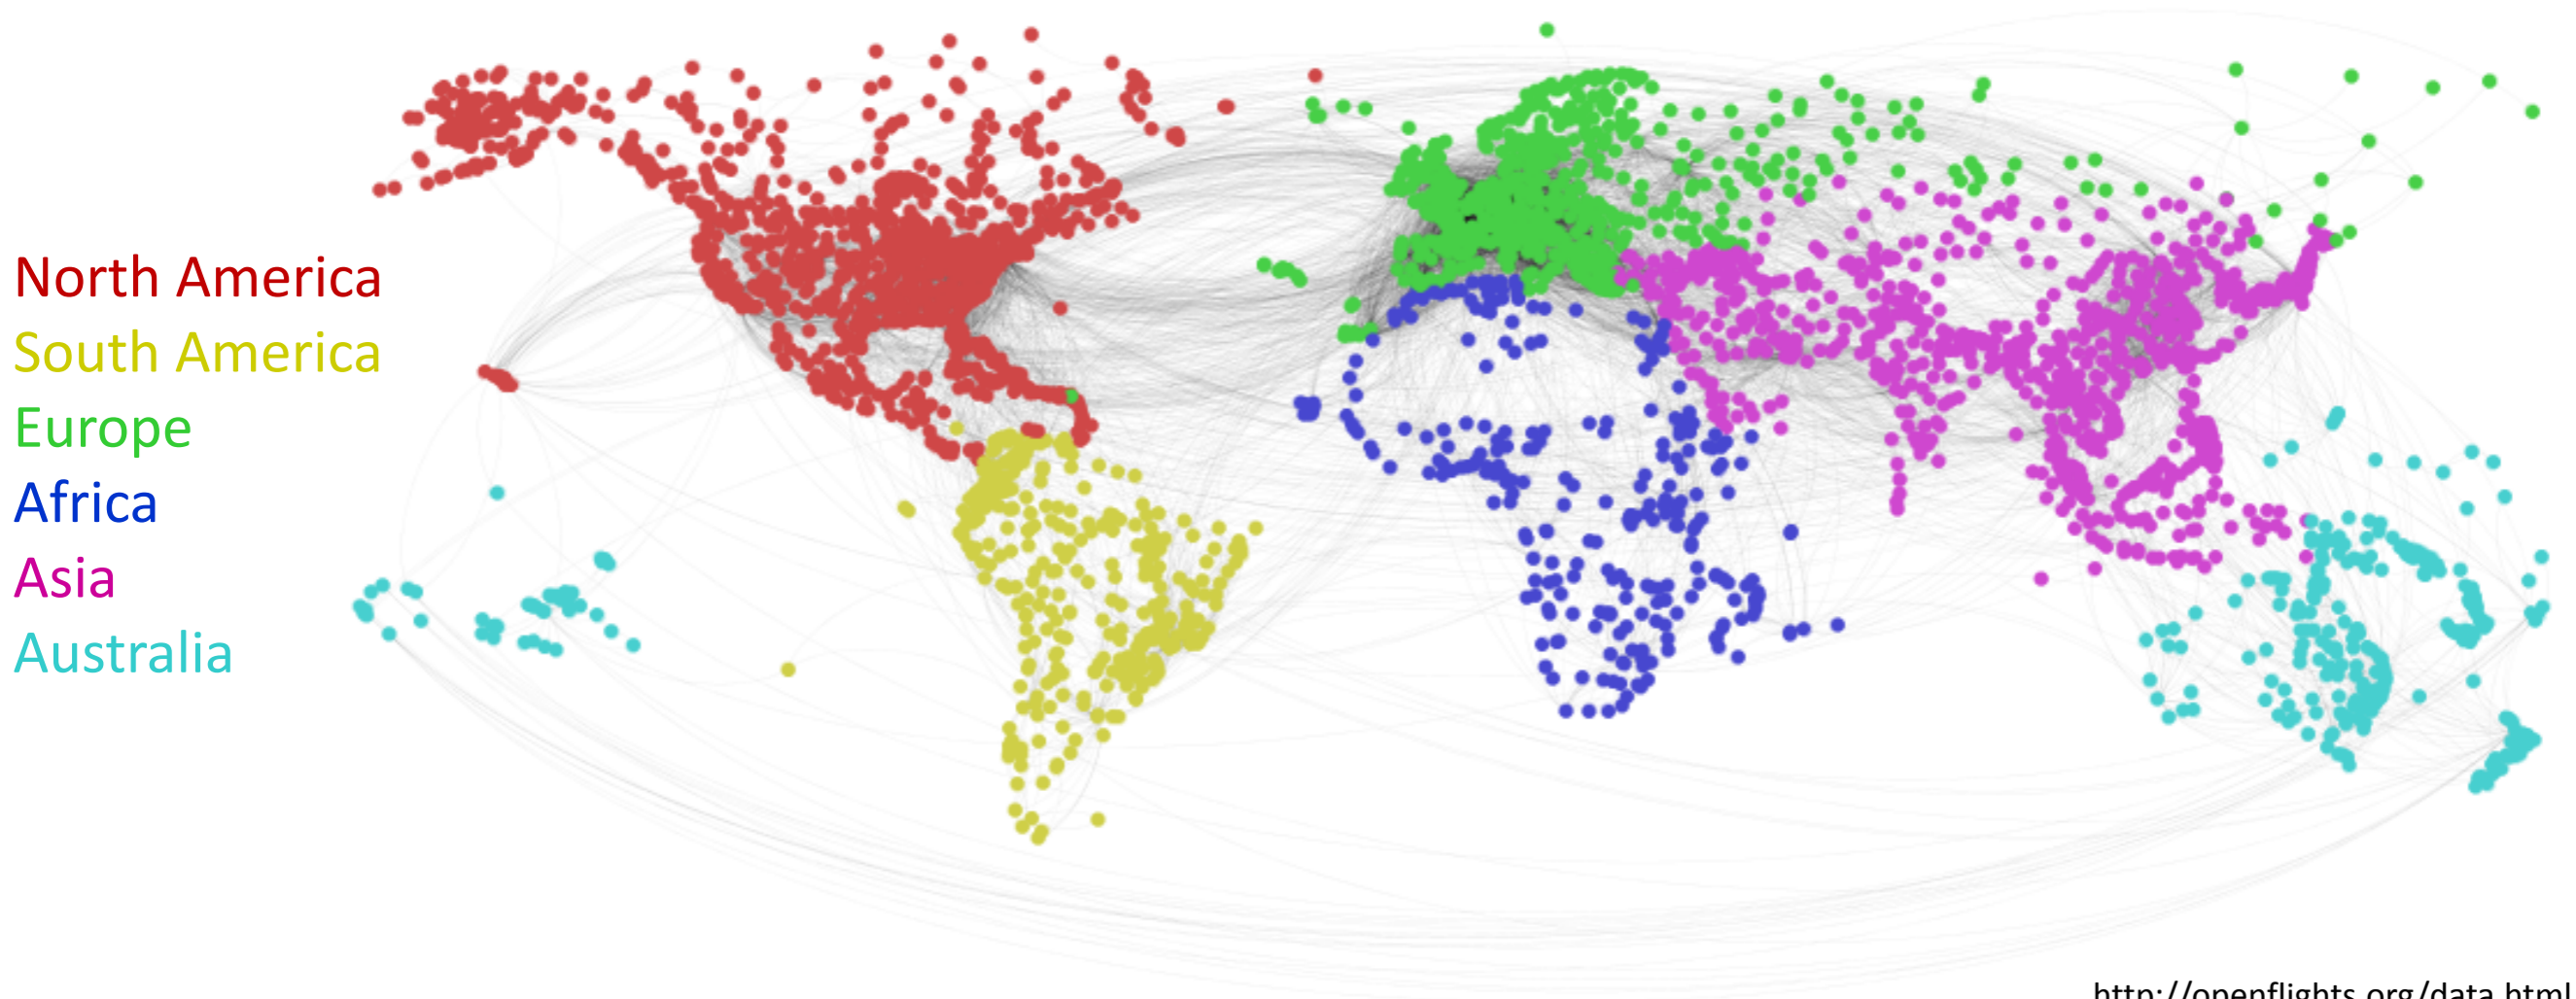 North America
South America
Europe
Africa
Asia
Australia
http://openflights.org/data.html